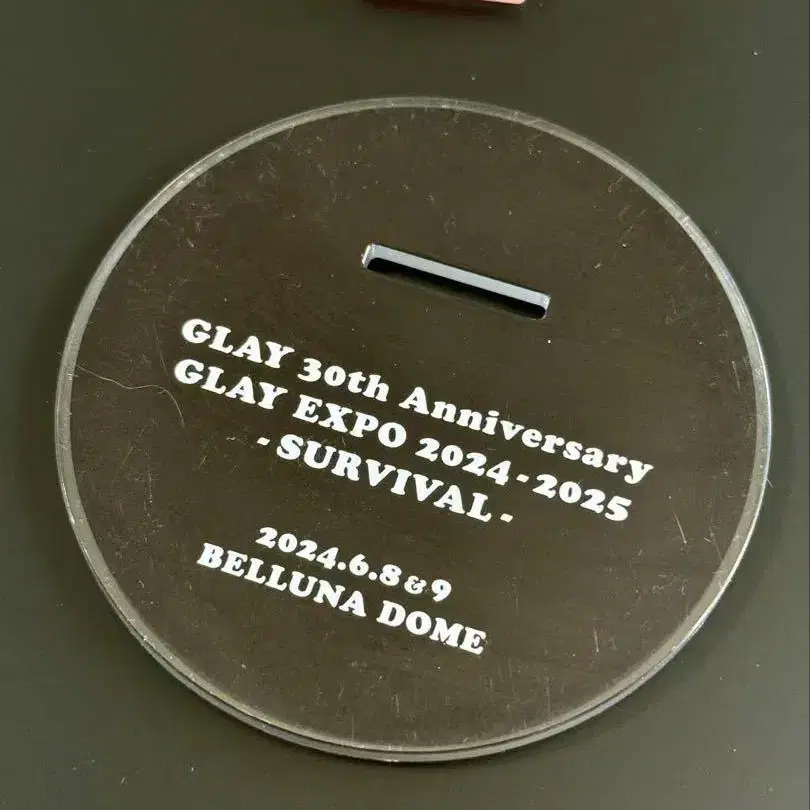 GLAY 30th Anniversary
GLAY EXPO 2024-2025
- SURVIVAL -
2024.6.8&9
BELLUNA DOME